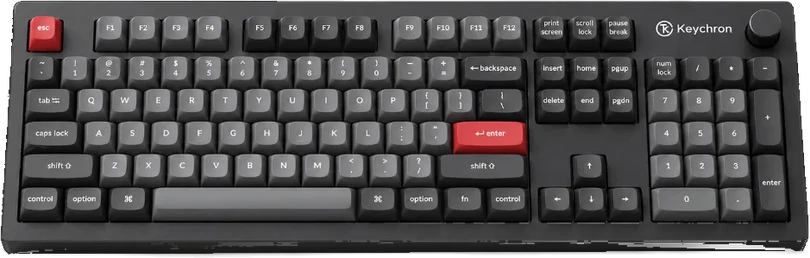 esc F1 F2 F3 F4 F5 F6 F7 F8 F9 F10 F11 F12 print screen scroll lock pause break Keychron
~ ! 1 @ 2 # 3 $ 4 % 5 ^ 6 & 7 * 8 ( 9 ) 0 — - + = ← backspace insert home pgup num lock / * -
tab Q W E R T Y U I O P { [ } ] | \ delete end pgdn 7 8 9 +
caps lock A S D F G H J K L : ; " ' ↵ enter 4 5 6
shift ⇧ Z X C V B N M < , > . ? / shift ⇧ ↑ 1 2 3 enter
control option ⌘ ⌘ option fn control ← ↓ → 0 .